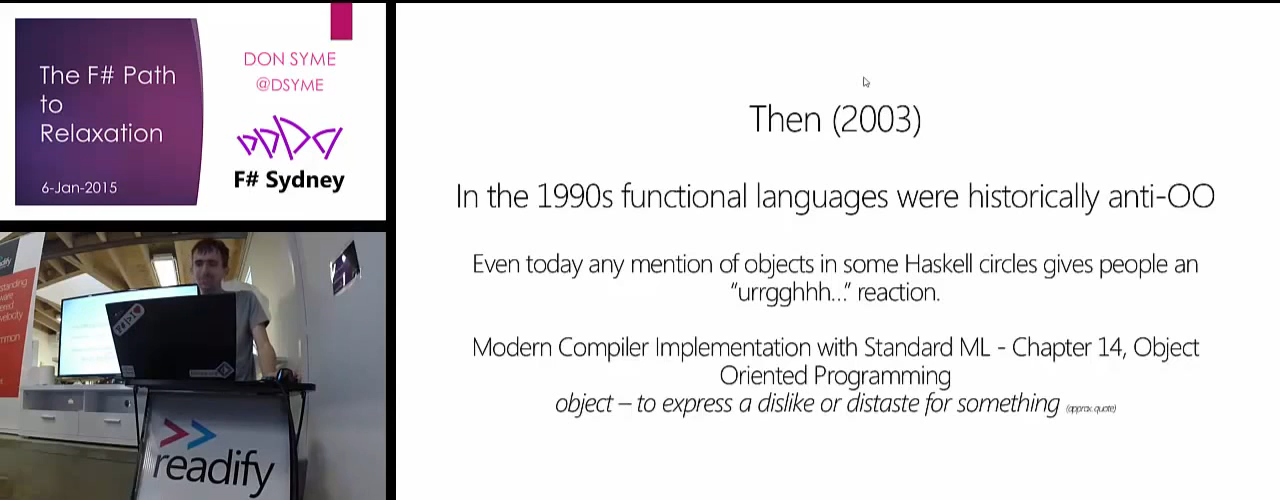 The F# Path
to
Relaxation
6-Jan-2015
DON SYME
@DSYME
F# Sydney
readify
Then (2003)
In the 1990s functional languages were historically anti-OO
Even today any mention of objects in some Haskell circles gives people an
“urrgghhh...” reaction.
Modern Compiler Implementation with Standard ML - Chapter 14, Object
Oriented Programming
object – to express a dislike or distaste for something (approx. quote)